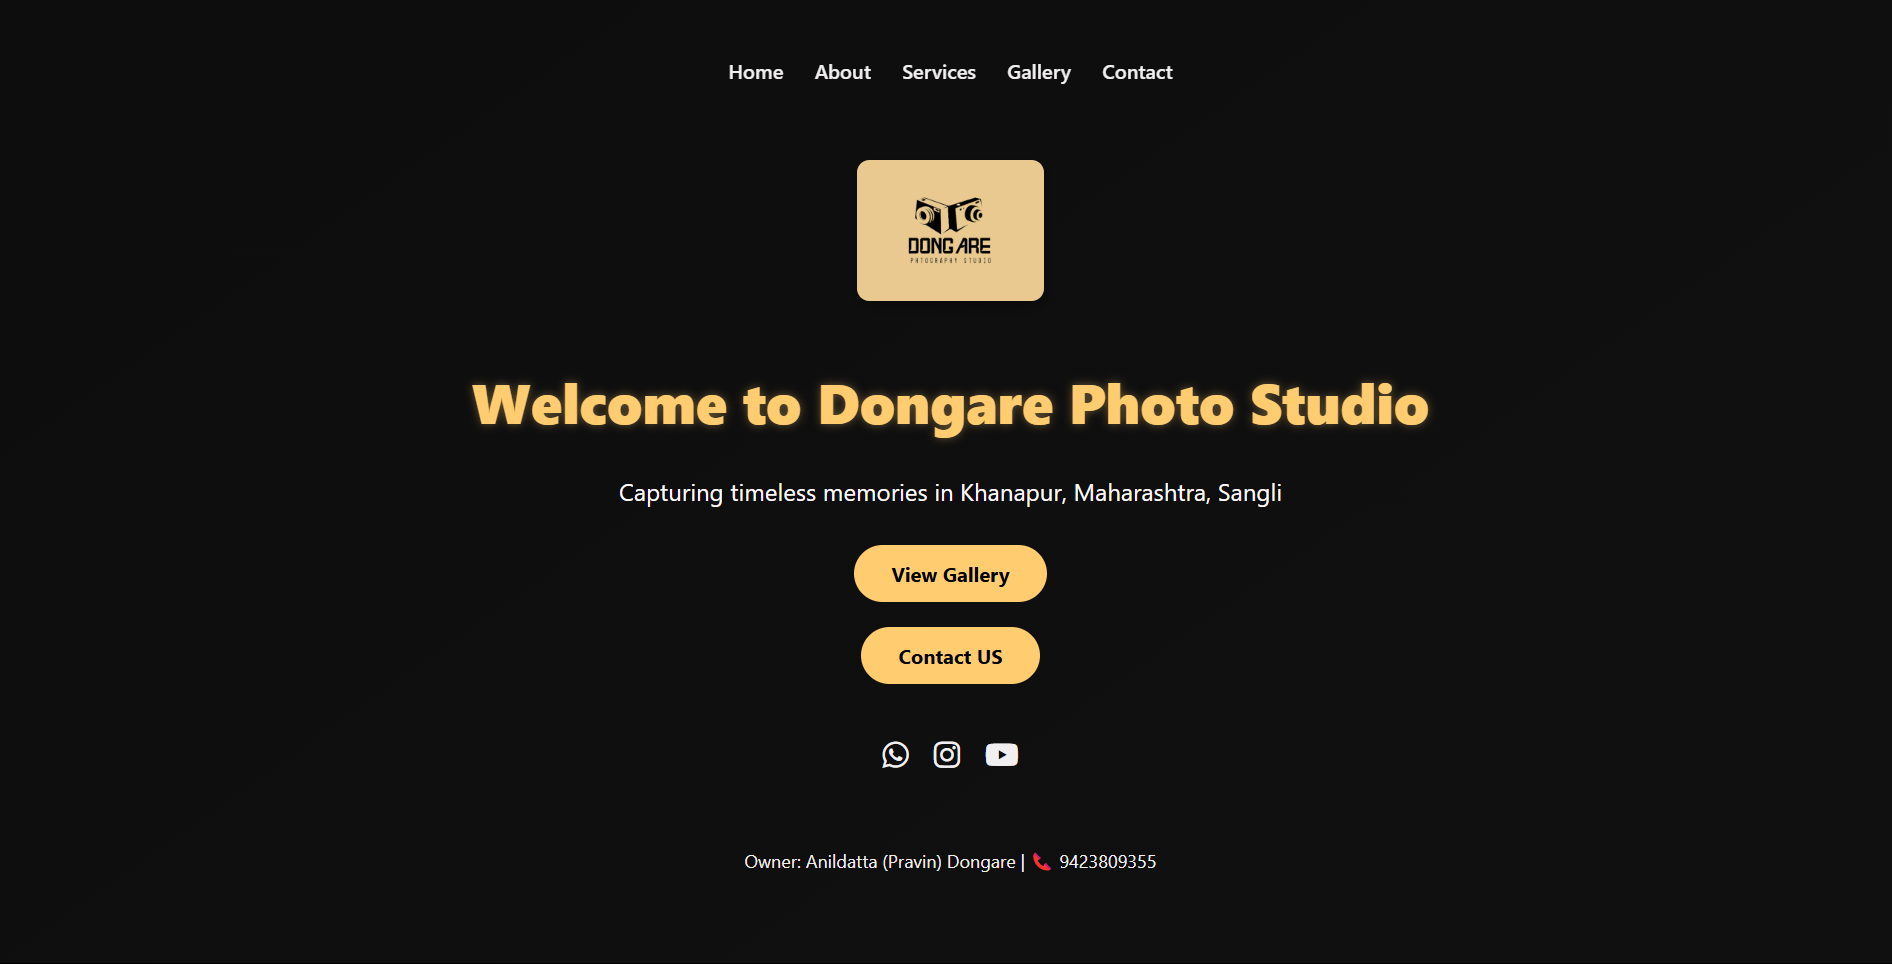 Home About Services Gallery Contact
DONGARE
PHTOGRAPHY STUDIO
Welcome to Dongare Photo Studio
Capturing timeless memories in Khanapur, Maharashtra, Sangli
View Gallery
Contact US
Owner: Anildatta (Pravin) Dongare | 📞 9423809355